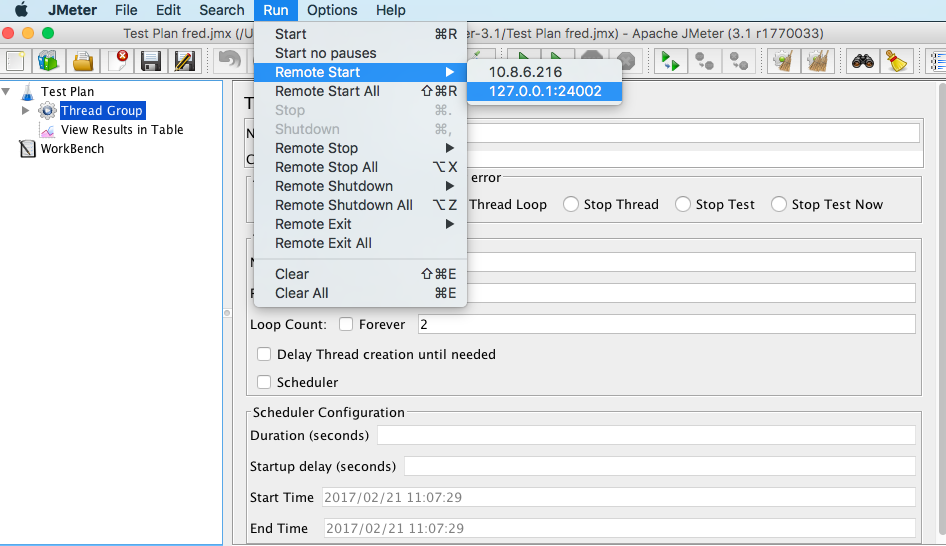 JMeter File Edit Search Run Options Help
Test Plan fred.jmx (/U
er-3.1/Test Plan fred.jmx) - Apache JMeter (3.1 r1770033)
Start ⌘R
Start no pauses
Remote Start ▶
10.8.6.216
127.0.0.1:24002
Remote Start All ⇧⌘R
Stop ⌘.
Shutdown ⌘,
Remote Stop ▶
Remote Stop All ⌥X
Remote Shutdown ▶
Remote Shutdown All ⌥Z
Remote Exit ▶
Remote Exit All
Clear ⇧⌘E
Clear All ⌘E
Test Plan
Thread Group
View Results in Table
WorkBench
T
N
C
error
Thread Loop Stop Thread Stop Test Stop Test Now
Loop Count: Forever 2
Delay Thread creation until needed
Scheduler
Scheduler Configuration
Duration (seconds)
Startup delay (seconds)
Start Time 2017/02/21 11:07:29
End Time 2017/02/21 11:07:29